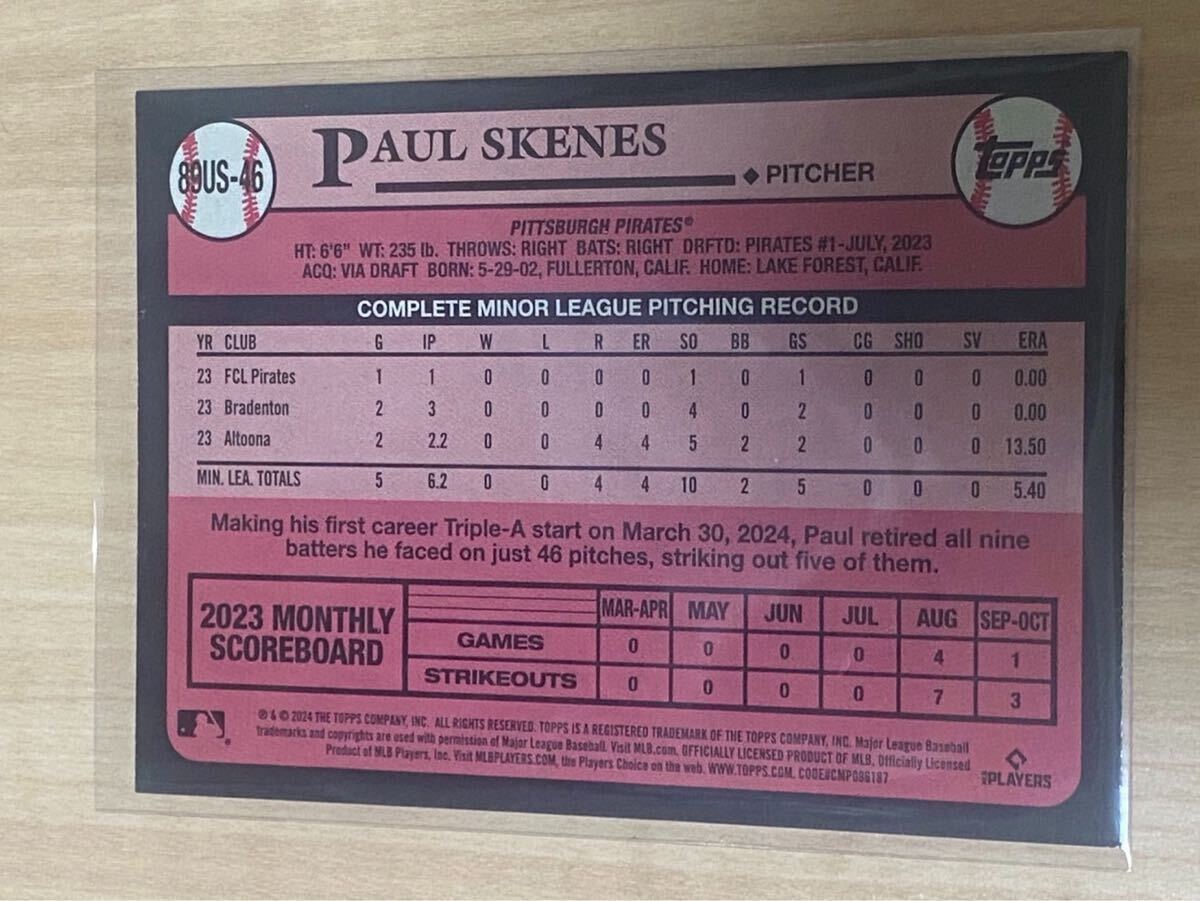 89US-46
PAUL SKENES
◆ PITCHER
topps
PITTSBURGH PIRATES®
HT: 6'6" WT: 235 lb. THROWS: RIGHT BATS: RIGHT DRFTD: PIRATES #1-JULY, 2023
ACQ: VIA DRAFT BORN: 5-29-02, FULLERTON, CALIF. HOME: LAKE FOREST, CALIF.
COMPLETE MINOR LEAGUE PITCHING RECORD
YR CLUB G IP W L R ER SO BB GS CG SHO SV ERA
23 FCL Pirates 1 1 0 0 0 0 1 0 1 0 0 0 0.00
23 Bradenton 2 3 0 0 0 0 4 0 2 0 0 0 0.00
23 Altoona 2 2.2 0 0 4 4 5 2 2 0 0 0 13.50
MIN. LEA. TOTALS 5 6.2 0 0 4 4 10 2 5 0 0 0 5.40
Making his first career Triple-A start on March 30, 2024, Paul retired all nine
batters he faced on just 46 pitches, striking out five of them.
2023 MONTHLY
SCOREBOARD
MAR-APR MAY JUN JUL AUG SEP-OCT
GAMES 0 0 0 0 4 1
STRIKEOUTS 0 0 0 0 7 3
® & © 2024 THE TOPPS COMPANY, INC. ALL RIGHTS RESERVED. TOPPS IS A REGISTERED TRADEMARK OF THE TOPPS COMPANY, INC. Major League Baseball
trademarks and copyrights are used with permission of Major League Baseball. Visit MLB.com. OFFICIALLY LICENSED PRODUCT OF MLB. Officially Licensed
Product of MLB Players, Inc. Visit MLBPLAYERS.COM, the Players Choice on the web. WWW.TOPPS.COM. CODE#CMP086187
MLB PLAYERS